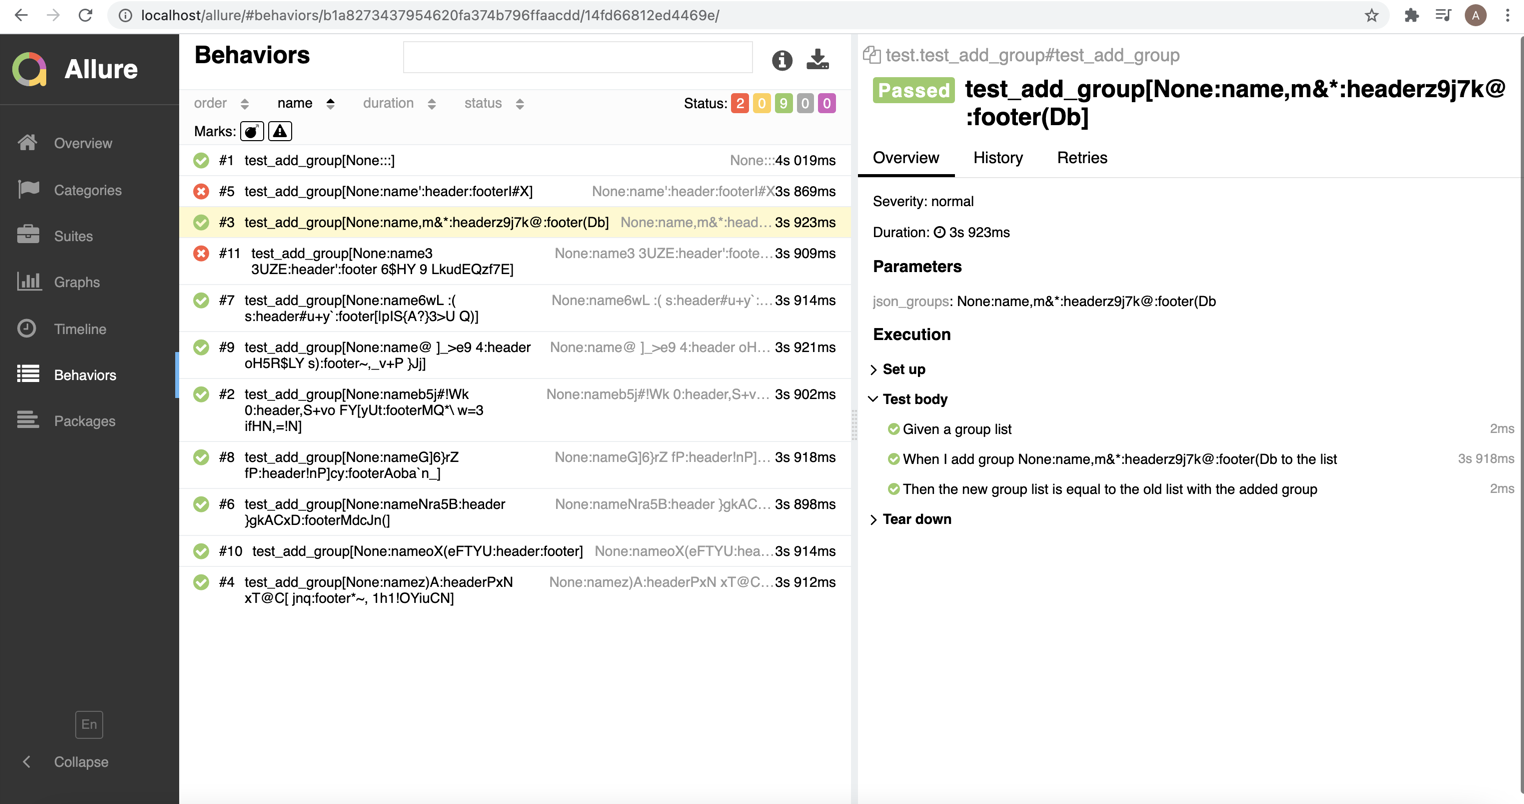 localhost/allure/#behaviors/b1a8273437954620fa374b796ffaacdd/14fd66812ed4469e/
A
Allure
Overview
Categories
Suites
Graphs
Timeline
Behaviors
Packages
En
Collapse
Behaviors
order name duration status Status: 2 0 9 0 0
Marks:
#1 test_add_group[None:::] None:::4s 019ms
#5 test_add_group[None:name':header:footerI#X] None:name':header:footerI#X3s 869ms
#3 test_add_group[None:name,m&*:headerz9j7k@:footer(Db] None:name,m&*:head... 3s 923ms
#11 test_add_group[None:name3 None:name3 3UZE:header':foote... 3s 909ms
3UZE:header':footer 6$HY 9 LkudEQzf7E]
#7 test_add_group[None:name6wL :( None:name6wL :( s:header#u+y`:... 3s 914ms
s:header#u+y`:footer[IpIS{A?}3>U Q)]
#9 test_add_group[None:name@ ]_>e9 4:header None:name@ ]_>e9 4:header oH... 3s 921ms
oH5R$LY s):footer~,_v+P }Jj]
#2 test_add_group[None:nameb5j#!Wk None:nameb5j#!Wk 0:header,S+v... 3s 902ms
0:header,S+vo FY[yUt:footerMQ*\ w=3
ifHN,=!N]
#8 test_add_group[None:nameG]6}rZ None:nameG]6}rZ fP:header!nP]... 3s 918ms
fP:header!nP]cy:footerAoba`n_]
#6 test_add_group[None:nameNra5B:header None:nameNra5B:header }gkAC... 3s 898ms
}gkACxD:footerMdcJn(]
#10 test_add_group[None:nameoX(eFTYU:header:footer] None:nameoX(eFTYU:hea... 3s 914ms
#4 test_add_group[None:namez)A:headerPxN None:namez)A:headerPxN xT@C... 3s 912ms
xT@C[ jnq:footer*~, 1h1!OYiuCN]
test.test_add_group#test_add_group
Passed test_add_group[None:name,m&*:headerz9j7k@
:footer(Db]
Overview History Retries
Severity: normal
Duration: 3s 923ms
Parameters
json_groups: None:name,m&*:headerz9j7k@:footer(Db
Execution
Set up
Test body
Given a group list 2ms
When I add group None:name,m&*:headerz9j7k@:footer(Db to the list 3s 918ms
Then the new group list is equal to the old list with the added group 2ms
Tear down